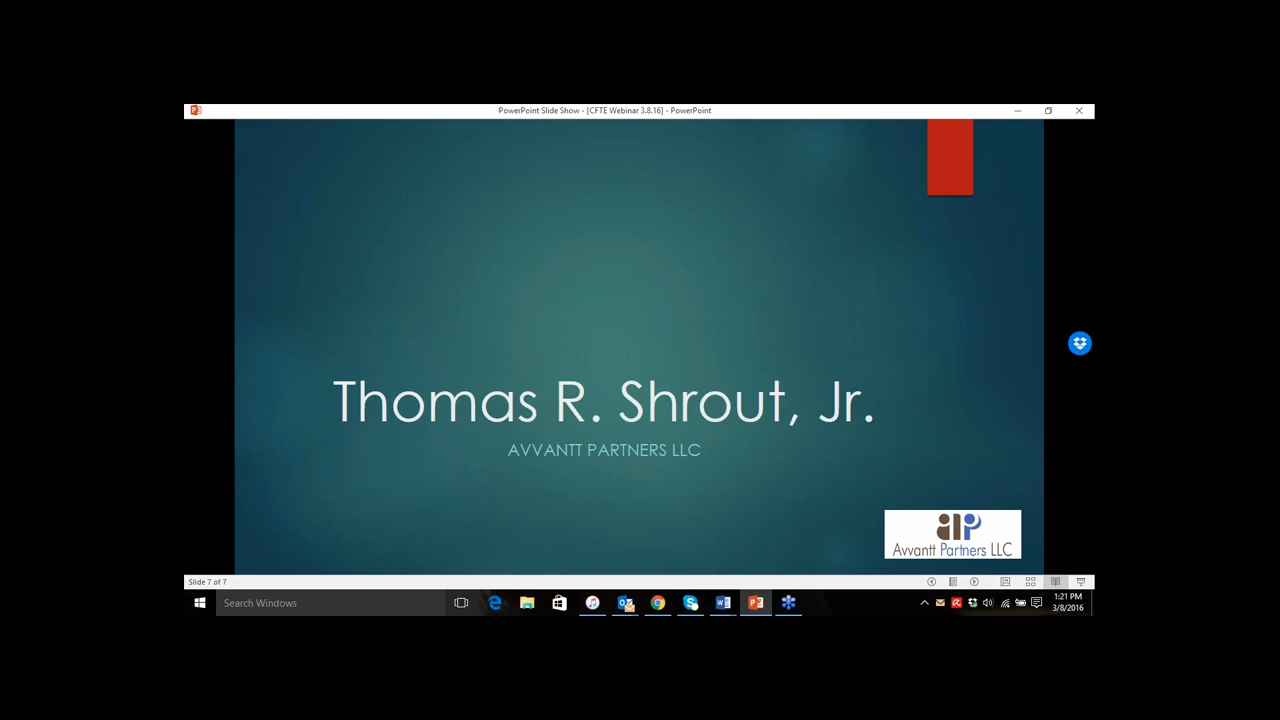 PowerPoint Slide Show - [CFTE Webinar 3.8.16] - PowerPoint
Thomas R. Shrout, Jr.
AVVANTT PARTNERS LLC
Avvantt Partners LLC
Slide 7 of 7
Search Windows
1:21 PM
3/8/2016